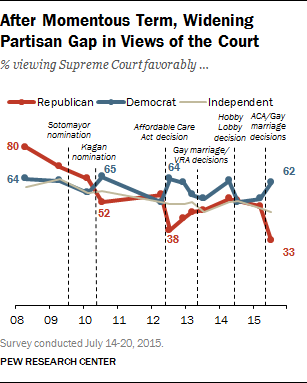 After Momentous Term, Widening
Partisan Gap in Views of the Court
% viewing Supreme Court favorably ...
Republican Democrat Independent
Sotomayor
nomination
Kagan
nomination
Affordable Care
Act decision
Gay marriage/
VRA decisions
Hobby
Lobby
decision
ACA/Gay
marriage
decisions
80
64
65
52
64
38
62
33
08 09 10 11 12 13 14 15
Survey conducted July 14-20, 2015.
PEW RESEARCH CENTER